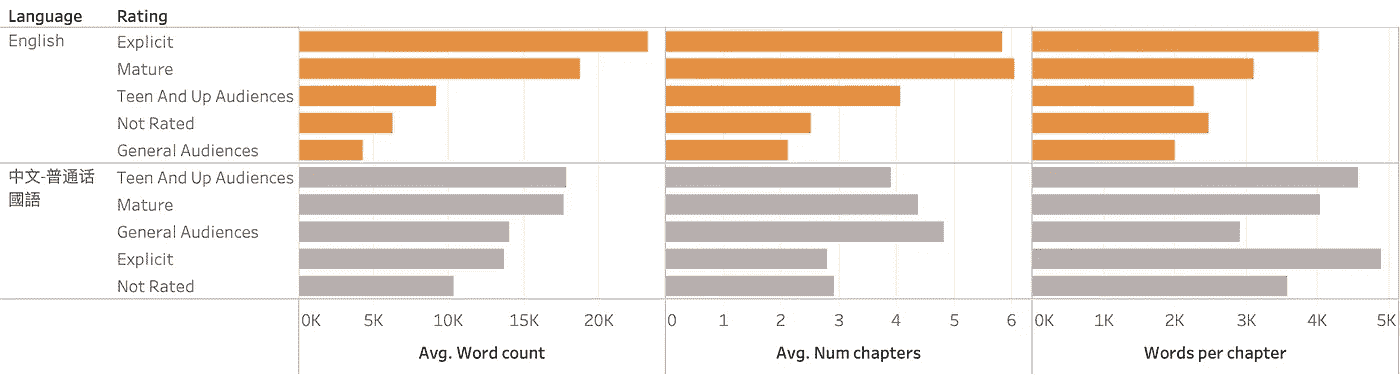 Language Rating
English Explicit
Mature
Teen And Up Audiences
Not Rated
General Audiences
中文-普通话 Teen And Up Audiences
國語 Mature
General Audiences
Explicit
Not Rated
0K 5K 10K 15K 20K 0 1 2 3 4 5 6 0K 1K 2K 3K 4K 5K
Avg. Word count Avg. Num chapters Words per chapter